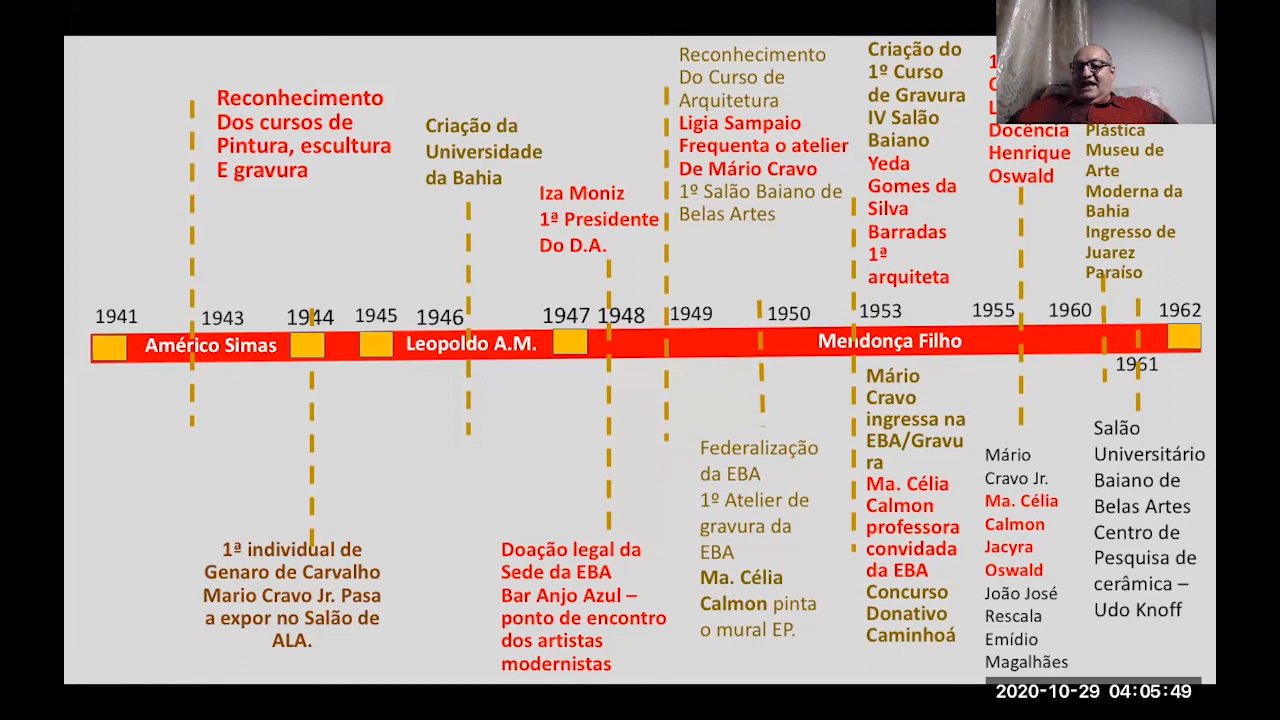 Reconhecimento
Dos cursos de
Pintura, escultura
E gravura
Criação da
Universidade
da Bahia
Iza Moniz
1ª Presidente
Do D.A.
Reconhecimento
Do Curso de
Arquitetura
Ligia Sampaio
Frequenta o atelier
De Mário Cravo
1º Salão Baiano de
Belas Artes
Criação do
1º Curso
de Gravura
IV Salão
Baiano
Yeda
Gomes da
Silva
Barradas
1ª
arquiteta
Docência
Henrique
Oswald
Plástica
Museu de
Arte
Moderna da
Bahia
Ingresso de
Juarez
Paraíso
1941
1943
1944
1945
1946
1947
1948
1949
1950
1953
1955
1960
1962
Américo Simas
Leopoldo A.M.
Mendonça Filho
1961
1ª individual de
Genaro de Carvalho
Mario Cravo Jr. Pasa
a expor no Salão de
ALA.
Doação legal da
Sede da EBA
Bar Anjo Azul –
ponto de encontro
dos artistas
modernistas
Federalização
da EBA
1º Atelier de
gravura da
EBA
Ma. Célia
Calmon pinta
o mural EP.
Mário
Cravo
ingressa na
EBA/Gravu
ra
Ma. Célia
Calmon
professora
convidada
da EBA
Concurso
Donativo
Caminhoá
Mário
Cravo Jr.
Ma. Célia
Calmon
Jacyra
Oswald
João José
Rescala
Emídio
Magalhães
Salão
Universitário
Baiano de
Belas Artes
Centro de
Pesquisa de
cerâmica –
Udo Knoff
2020-10-29 04:05:49